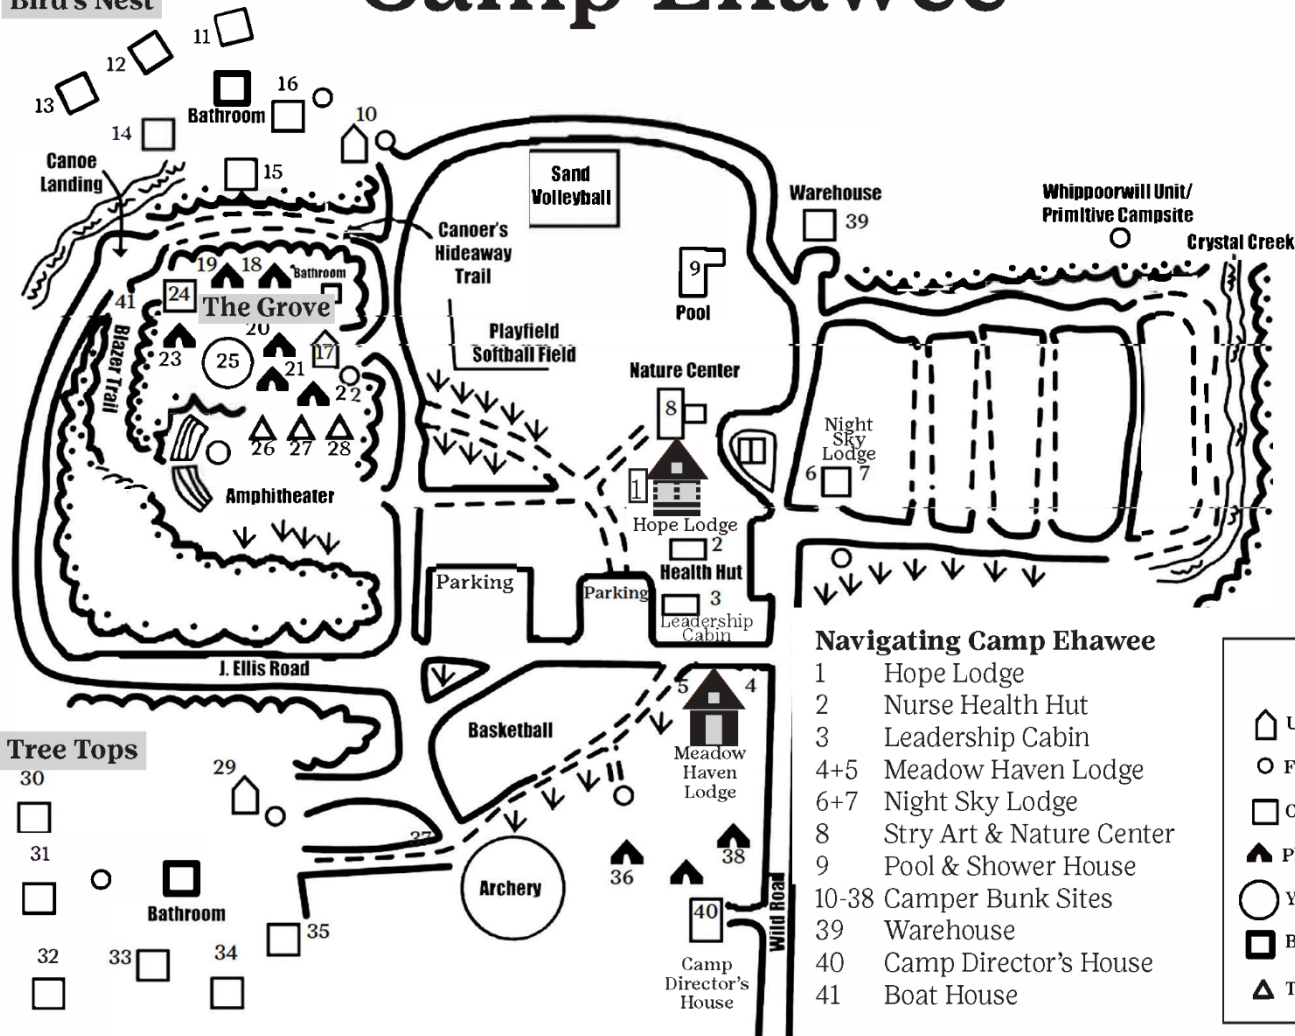 Bird's Nest
Camp Ehawee
11
12
13
16
Bathroom
10
14
15
Canoe
Landing
Sand
Volleyball
Warehouse
39
Whippoorwill Unit/
Primitive Campsite
Crystal Creek
Canoer's
Hideaway
Trail
19
18
Bathroom
9
Pool
41
24
The Grove
20
Blazer Trail
23
25
17
21
22
Playfield
Softball Field
Nature Center
8
26
27
28
Night
Sky
Lodge
6
7
1
Amphitheater
Hope Lodge
2
Health Hut
Parking
Parking
3
Leadership
Cabin
J. Ellis Road
5
4
Basketball
Meadow
Haven
Lodge
Tree Tops
30
29
31
37
Bathroom
Archery
36
38
40
Wild Road
32
33
34
35
Camp
Director's
House
Navigating Camp Ehawee
1 Hope Lodge
2 Nurse Health Hut
3 Leadership Cabin
4+5 Meadow Haven Lodge
6+7 Night Sky Lodge
8 Stry Art & Nature Center
9 Pool & Shower House
10-38 Camper Bunk Sites
39 Warehouse
40 Camp Director's House
41 Boat House
U
F
P
Y
B
T